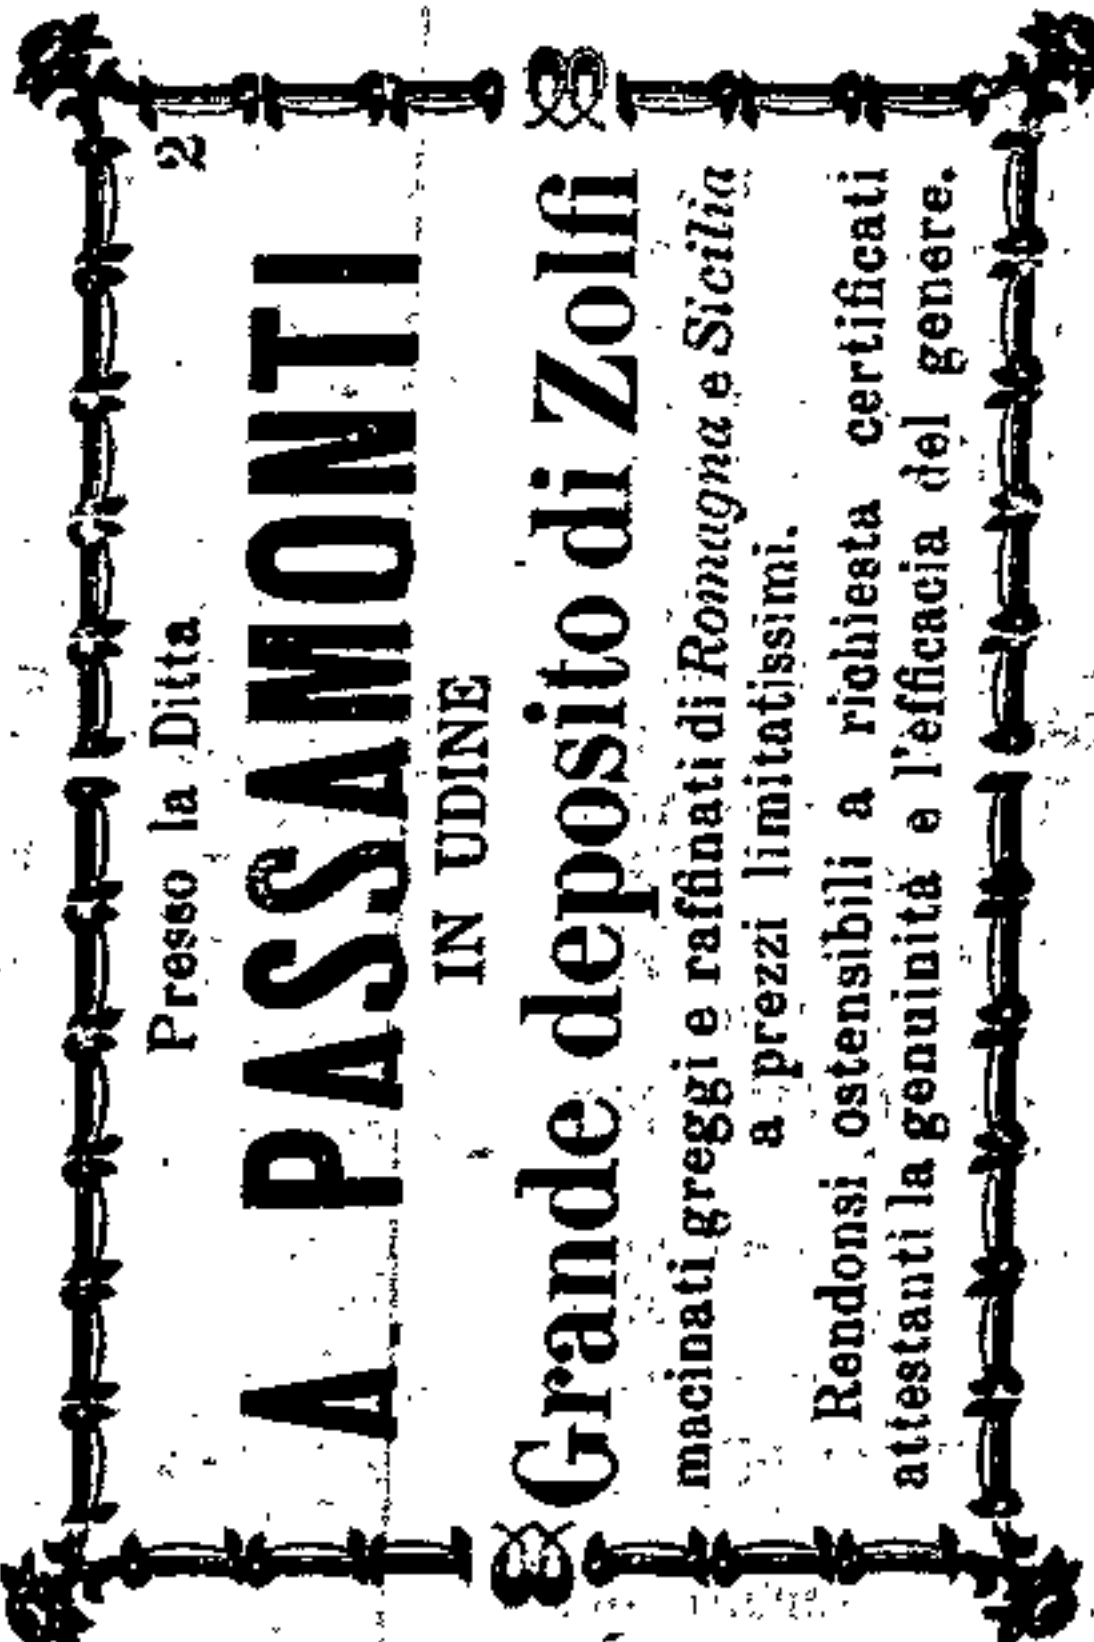 Presso la Ditta 2
A. PASSAMONTI
IN UDINE
Grande deposito di Zolfi
macinati greggi e raffinati di Romagna e Sicilia
a prezzi limitatissimi.
Rendonsi ostensibili a richiesta certificati
attestanti la genuinità e l'efficacia del genere.